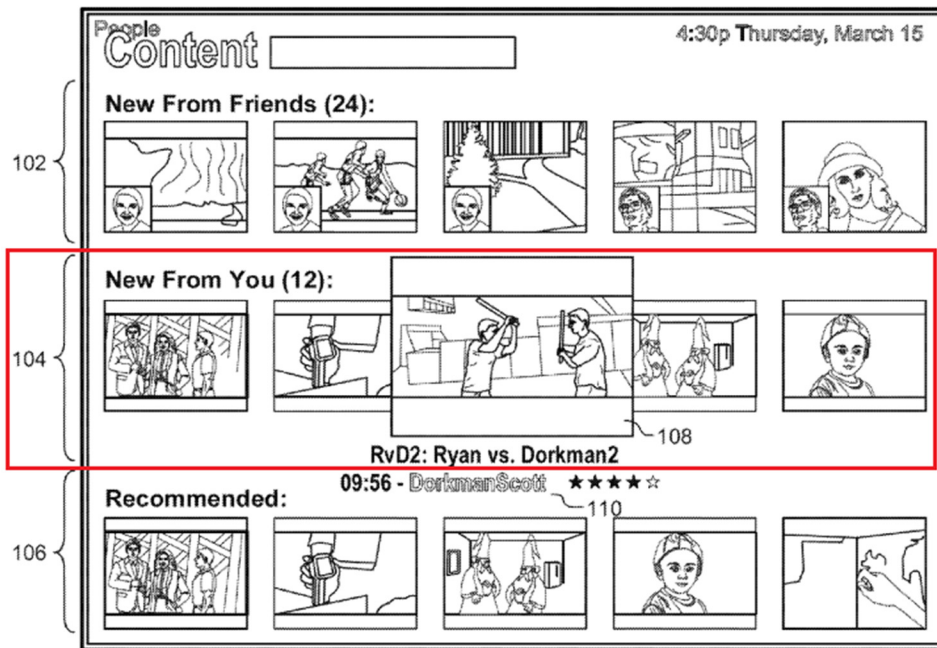 People
Content
4:30p Thursday, March 15
New From Friends (24):
102
New From You (12):
104
108
RvD2: Ryan vs. Dorkman2
09:56 - DorkmanScott ★★★★☆
110
Recommended:
106